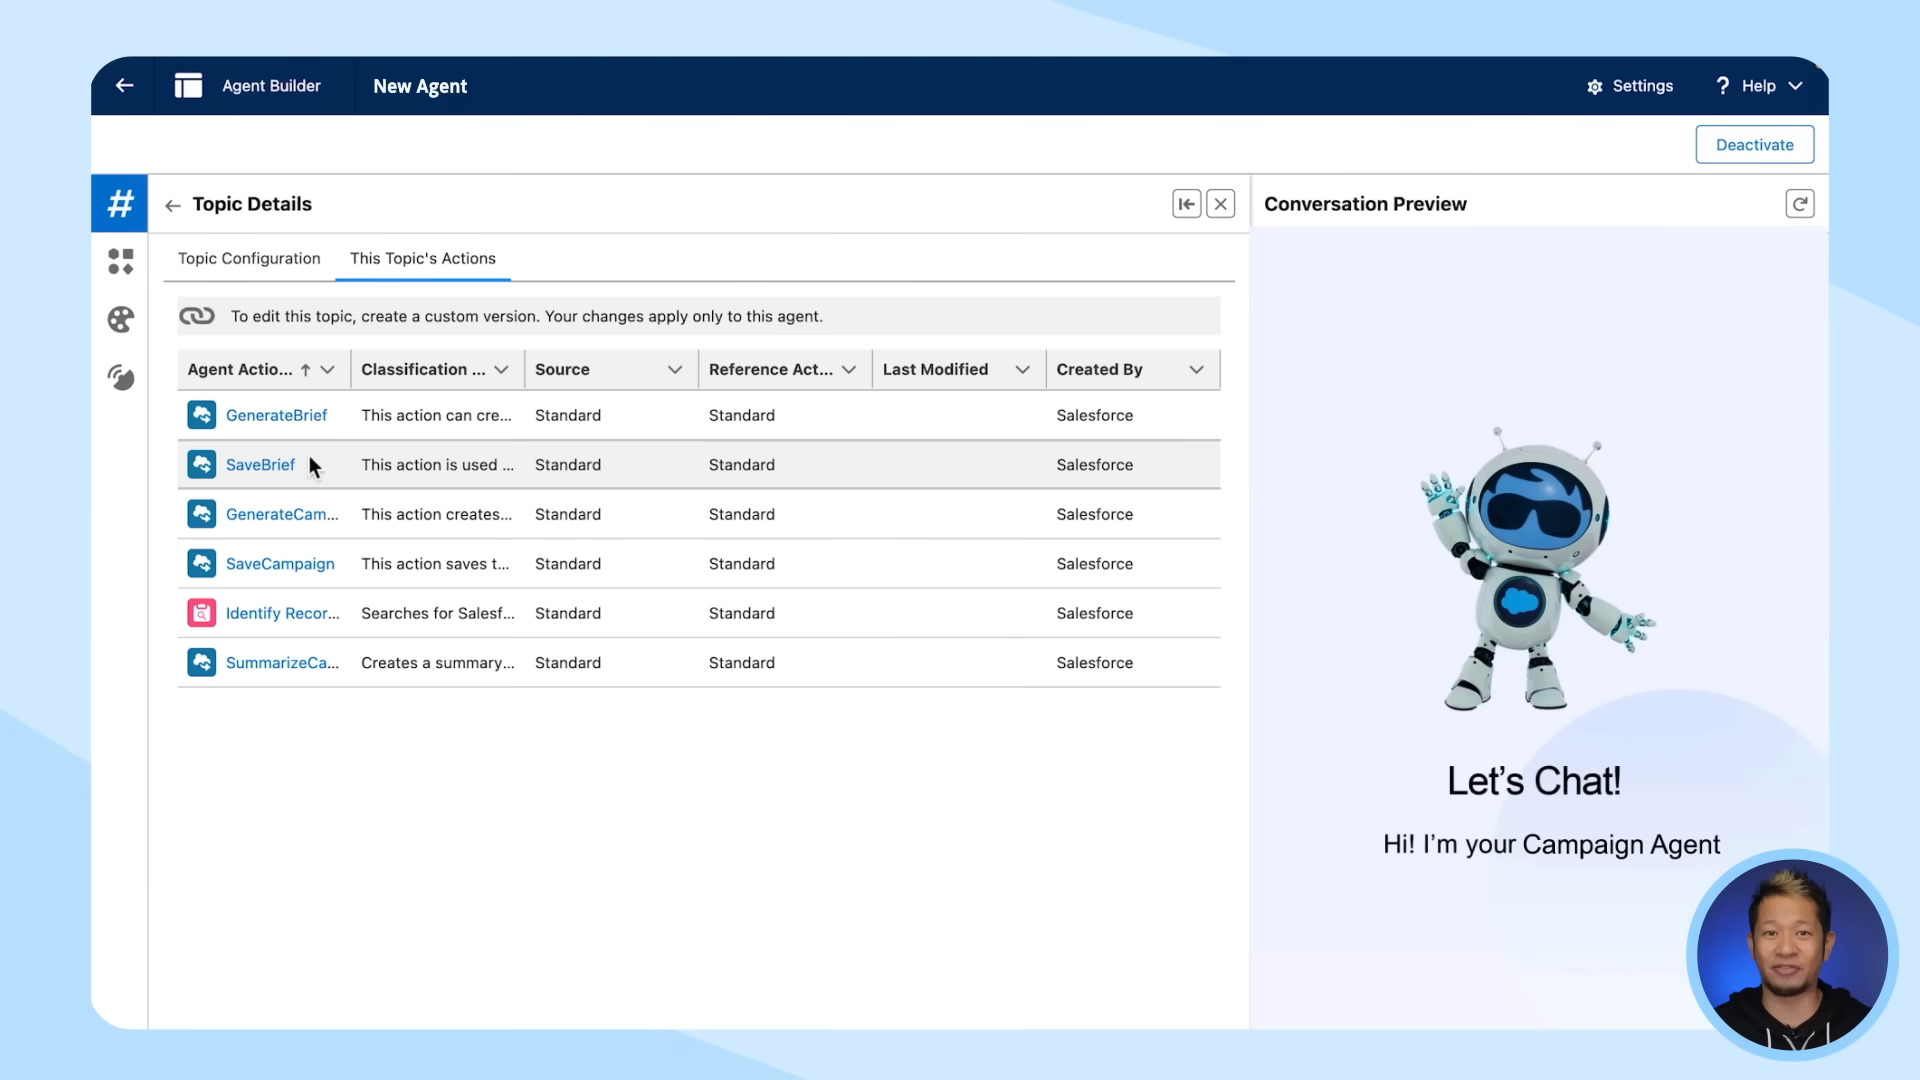 Agent Builder
New Agent
Settings
? Help
Deactivate
# Topic Details
Conversation Preview
Topic Configuration
This Topic's Actions
To edit this topic, create a custom version. Your changes apply only to this agent.
Agent Actio... Classification ... Source Reference Act... Last Modified Created By
GenerateBrief This action can cre... Standard Standard Salesforce
SaveBrief This action is used ... Standard Standard Salesforce
GenerateCam... This action creates... Standard Standard Salesforce
SaveCampaign This action saves t... Standard Standard Salesforce
Identify Recor... Searches for Salesf... Standard Standard Salesforce
SummarizeCa... Creates a summary... Standard Standard Salesforce
Let's Chat!
Hi! I'm your Campaign Agent